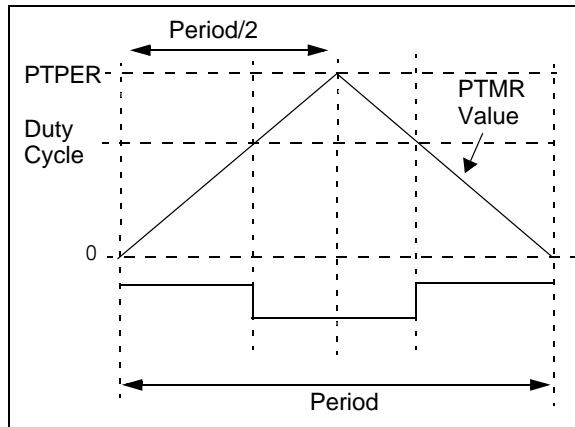 Period/2
PTPER
PTMR
Value
Duty
Cycle
0
Period